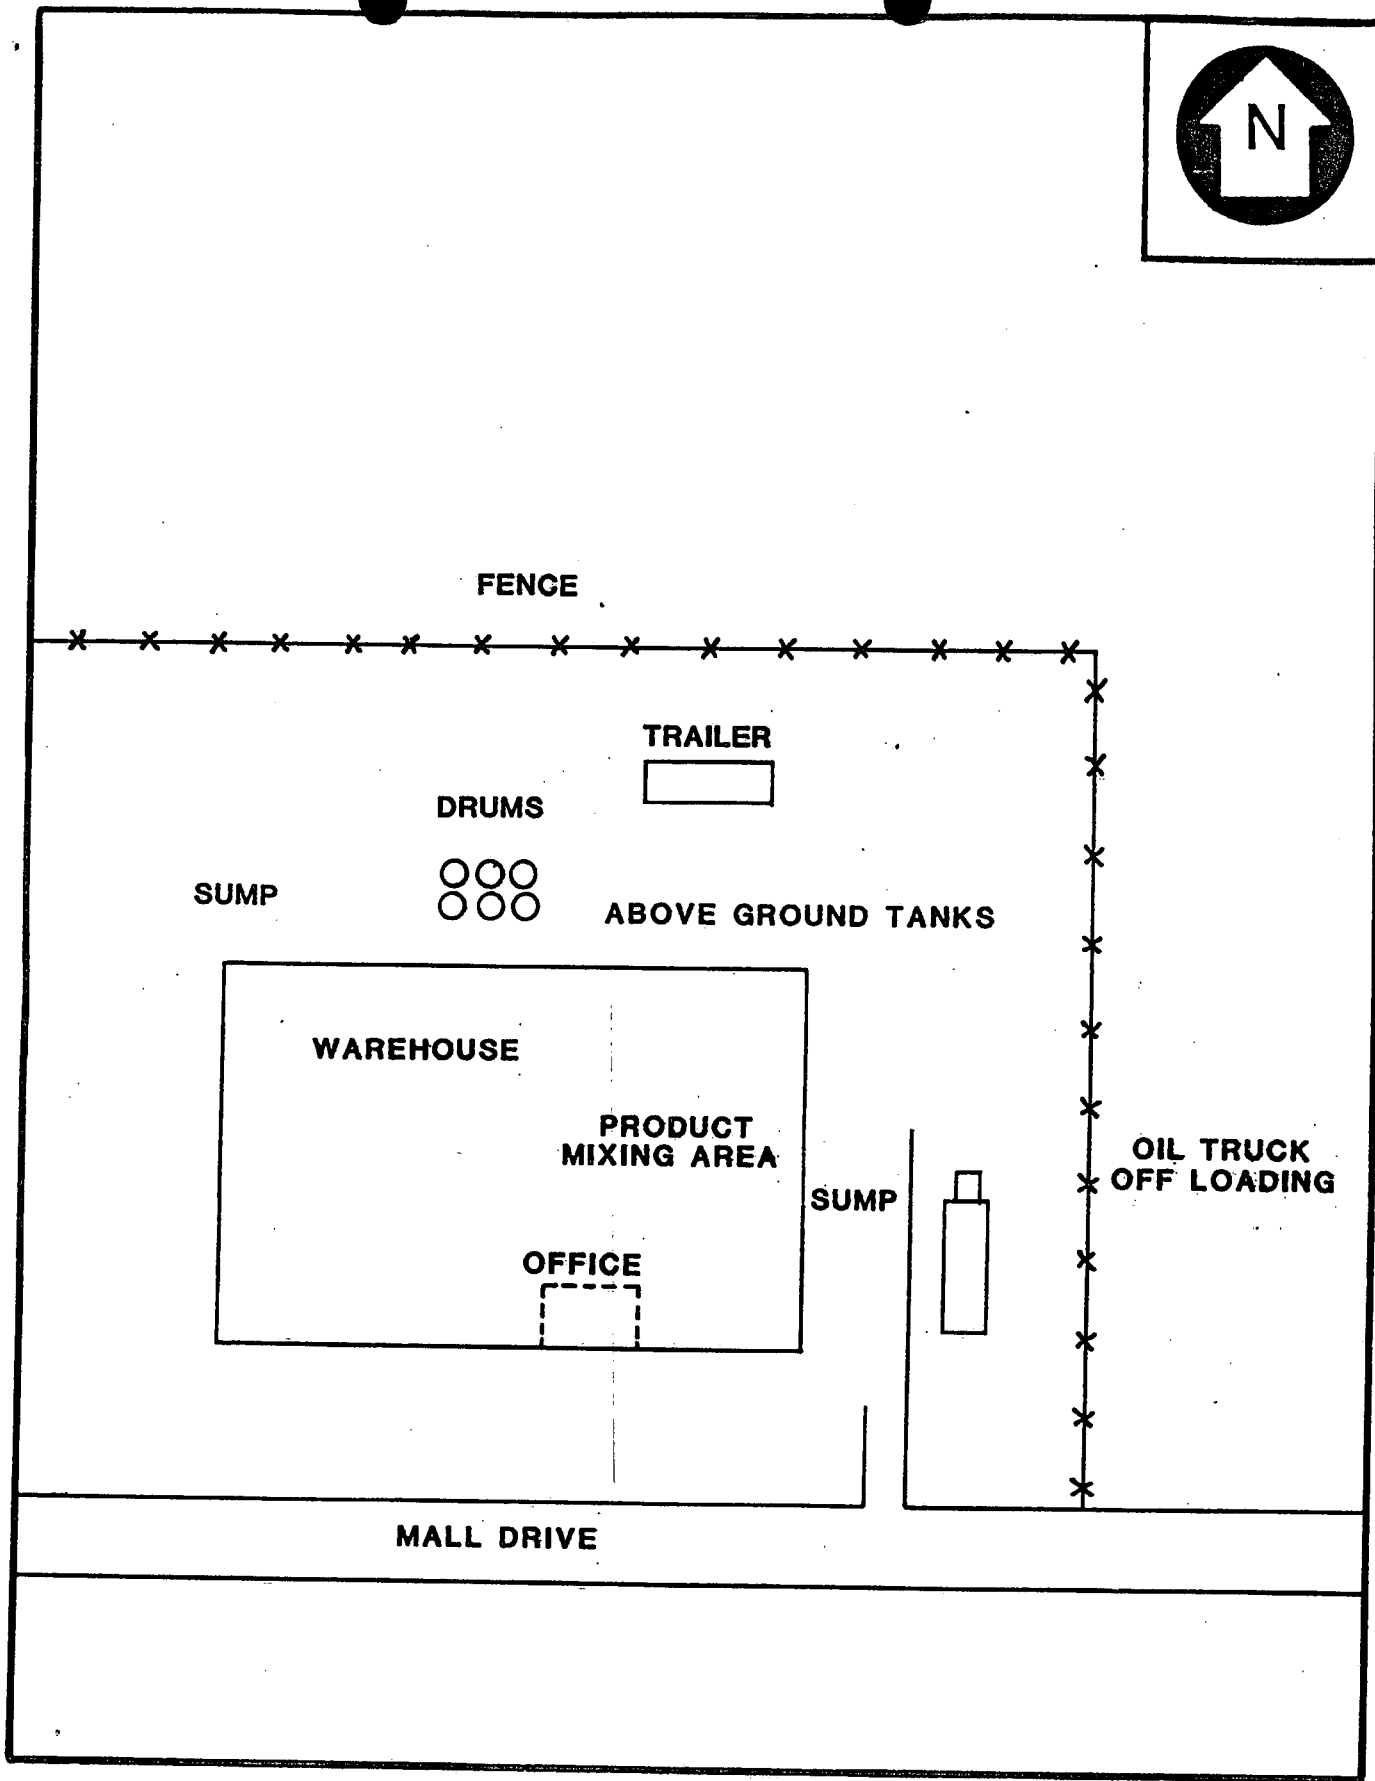 N
FENCE
TRAILER
DRUMS
SUMP
ABOVE GROUND TANKS
WAREHOUSE
PRODUCT
MIXING AREA
OIL TRUCK
OFF LOADING
SUMP
OFFICE
MALL DRIVE